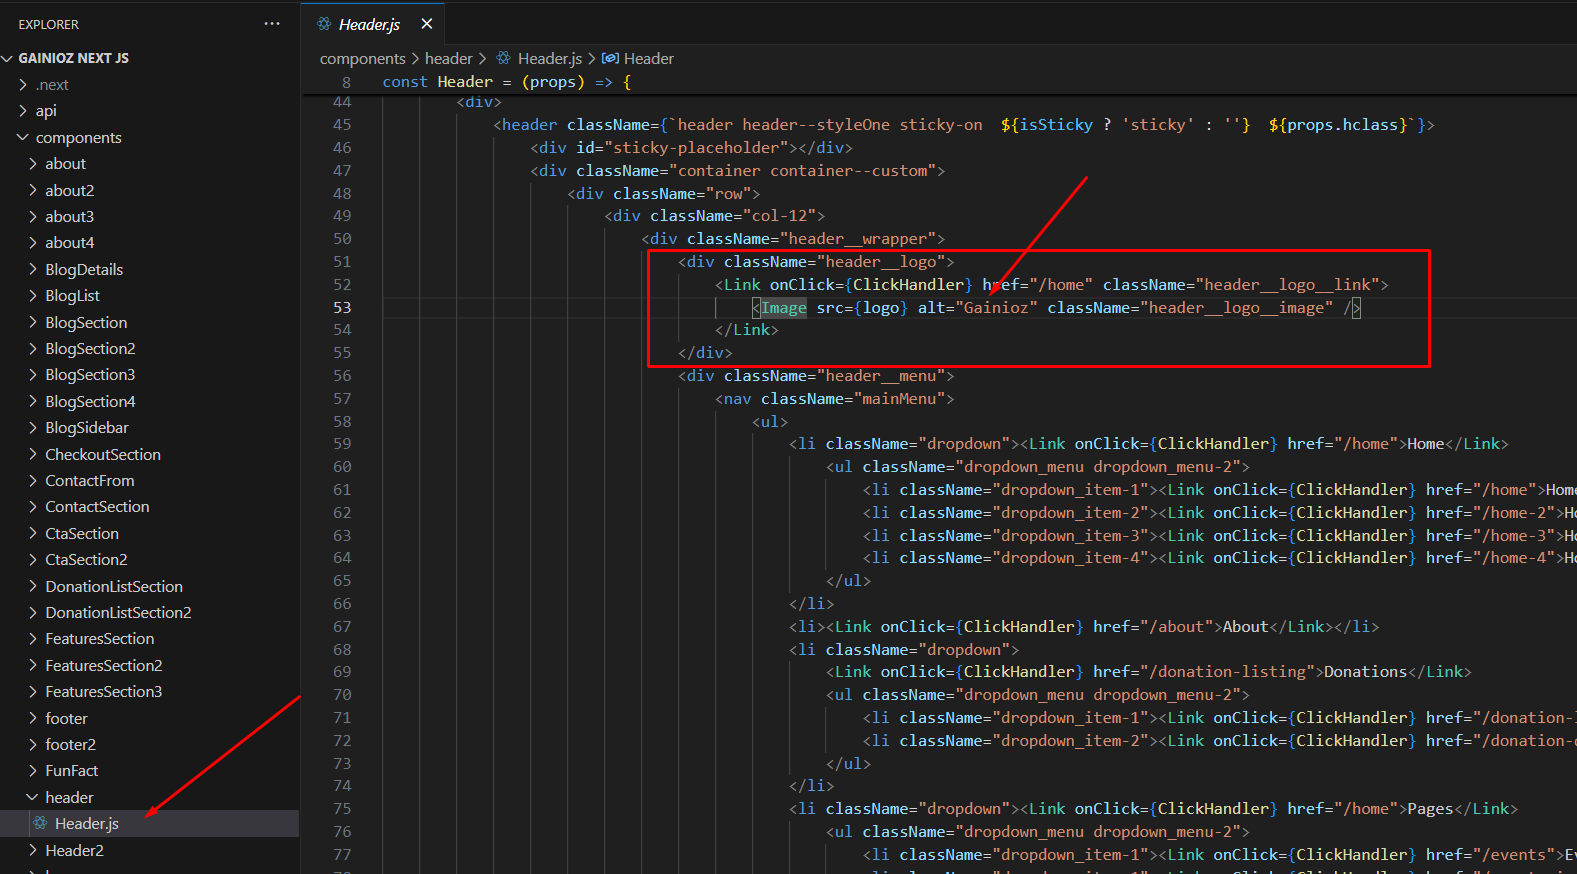 EXPLORER
GAINIOZ NEXT JS
.next
api
components
about
about2
about3
about4
BlogDetails
BlogList
BlogSection
BlogSection2
BlogSection3
BlogSection4
BlogSidebar
CheckoutSection
ContactFrom
ContactSection
CtaSection
CtaSection2
DonationListSection
DonationListSection2
FeaturesSection
FeaturesSection2
FeaturesSection3
footer
footer2
FunFact
header
Header.js
Header2
Header.js
components > header > Header.js > Header
8 const Header = (props) => {
44 <div>
45 <header className={`header header--styleOne sticky-on  ${isSticky ? 'sticky' : ''}  ${props.hclass}`}>
46 <div id="sticky-placeholder"></div>
47 <div className="container container--custom">
48 <div className="row">
49 <div className="col-12">
50 <div className="header__wrapper">
51 <div className="header__logo">
52 <Link onClick={ClickHandler} href="/home" className="header__logo__link">
53 <Image src={logo} alt="Gainioz" className="header__logo__image" />
54 </Link>
55 </div>
56 <div className="header__menu">
57 <nav className="mainMenu">
58 <ul>
59 <li className="dropdown"><Link onClick={ClickHandler} href="/home">Home</Link>
60 <ul className="dropdown_menu dropdown_menu-2">
61 <li className="dropdown_item-1"><Link onClick={ClickHandler} href="/home">Home
62 <li className="dropdown_item-2"><Link onClick={ClickHandler} href="/home-2">Ho
63 <li className="dropdown_item-3"><Link onClick={ClickHandler} href="/home-3">Ho
64 <li className="dropdown_item-4"><Link onClick={ClickHandler} href="/home-4">Ho
65 </ul>
66 </li>
67 <li><Link onClick={ClickHandler} href="/about">About</Link></li>
68 <li className="dropdown">
69 <Link onClick={ClickHandler} href="/donation-listing">Donations</Link>
70 <ul className="dropdown_menu dropdown_menu-2">
71 <li className="dropdown_item-1"><Link onClick={ClickHandler} href="/donation-
72 <li className="dropdown_item-2"><Link onClick={ClickHandler} href="/donation-
73 </ul>
74 </li>
75 <li className="dropdown"><Link onClick={ClickHandler} href="/home">Pages</Link>
76 <ul className="dropdown_menu dropdown_menu-2">
77 <li className="dropdown_item-1"><Link onClick={ClickHandler} href="/events">Ev